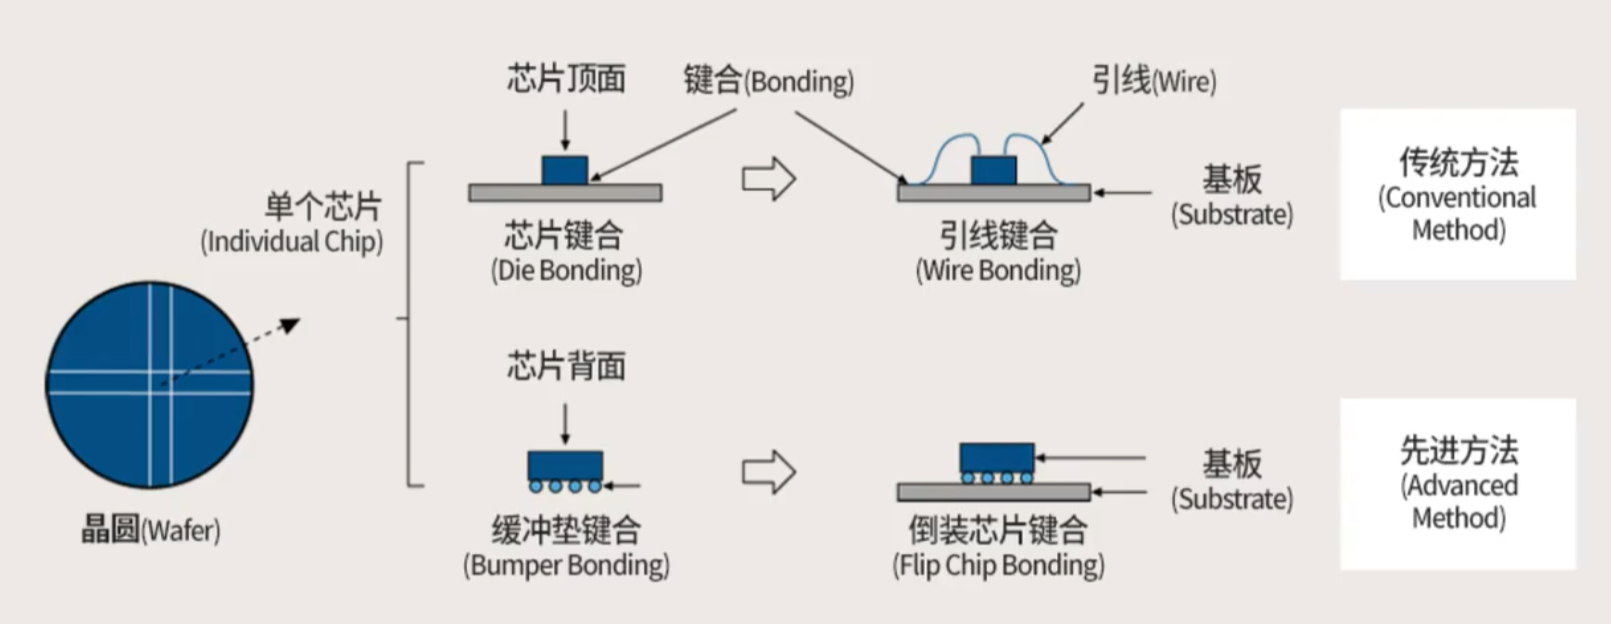 芯片顶面
键合(Bonding)
引线(Wire)
单个芯片
(Individual Chip)
芯片键合
(Die Bonding)
引线键合
(Wire Bonding)
基板
(Substrate)
传统方法
(Conventional
Method)
晶圆(Wafer)
芯片背面
缓冲垫键合
(Bumper Bonding)
倒装芯片键合
(Flip Chip Bonding)
基板
(Substrate)
先进方法
(Advanced
Method)